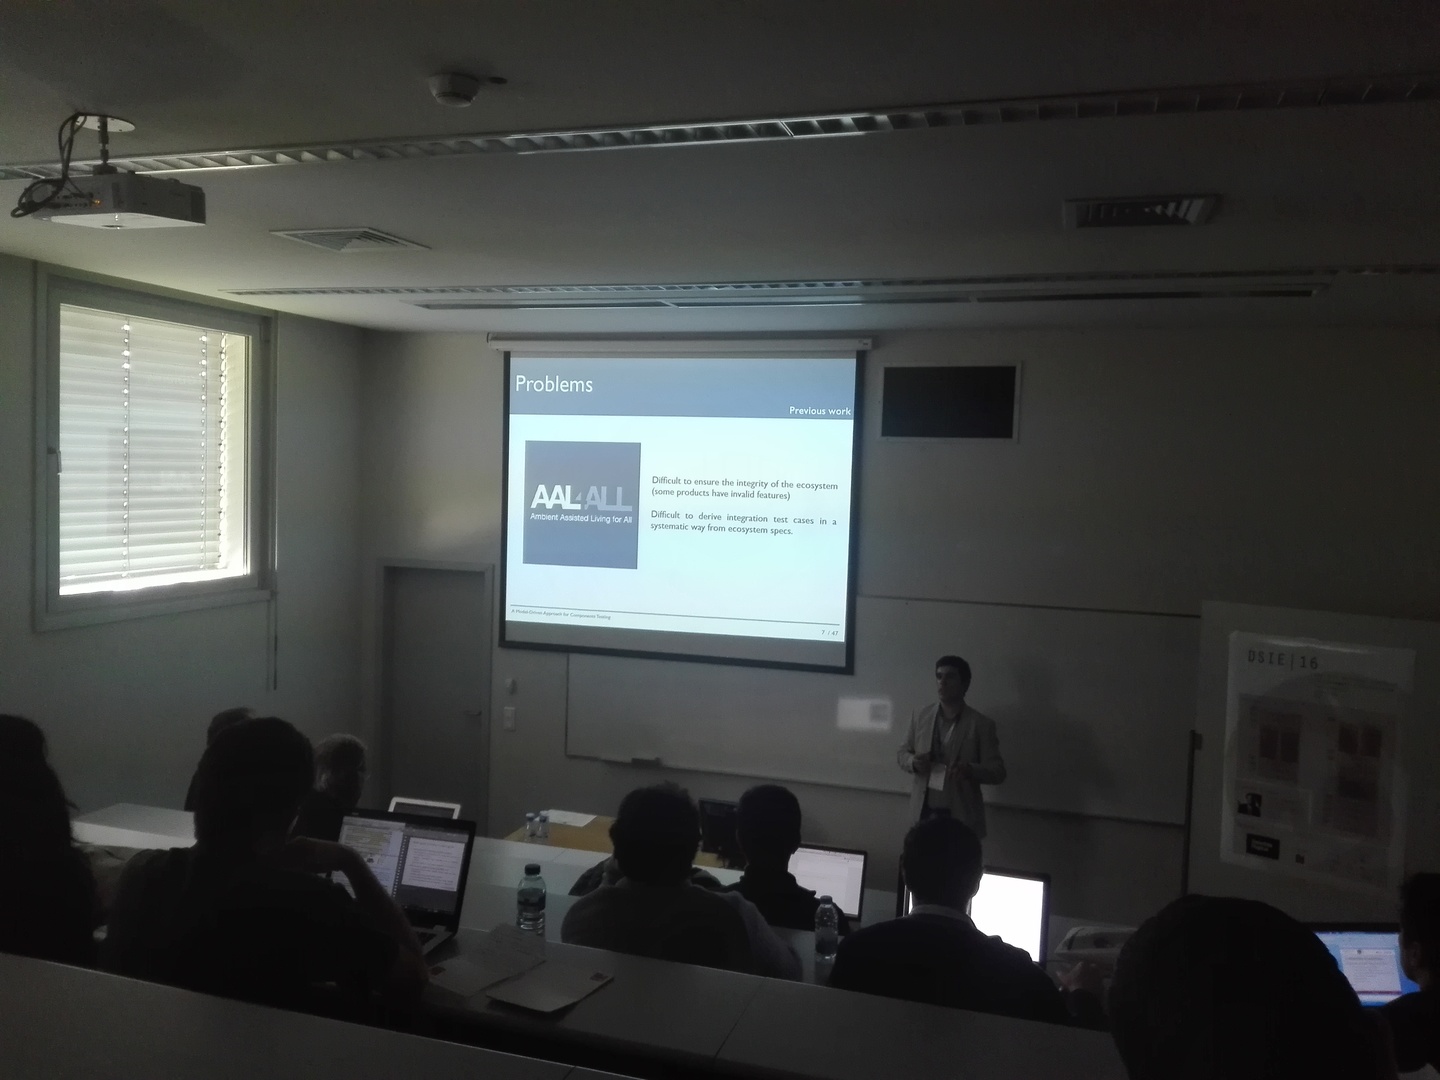 Problems
Previous work
AAL4ALL
Ambient Assisted Living for All
Difficult to ensure the integrity of the ecosystem
(some products have invalid features)
Difficult to derive integration test cases in a
systematic way from ecosystem specs.
A Model-Driven Approach for Components Testing
7 / 47
DSIE|16